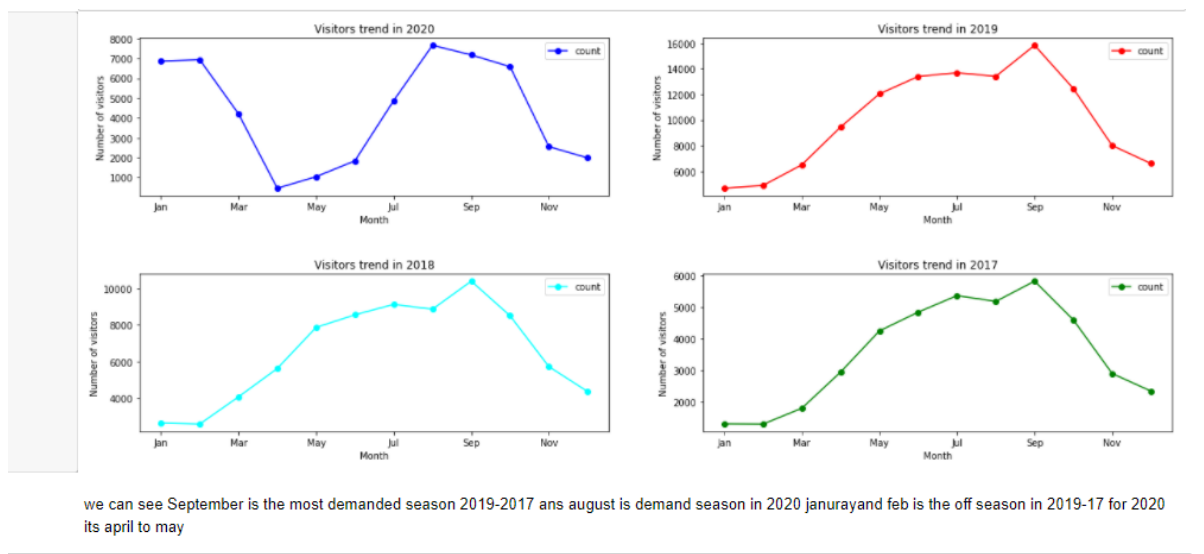 Visitors trend in 2020
8000
7000
6000
5000
4000
3000
2000
1000
Number of visitors
count
Jan Mar May Jul Sep Nov
Month
Visitors trend in 2019
16000
14000
12000
10000
8000
6000
Number of visitors
count
Jan Mar May Jul Sep Nov
Month
Visitors trend in 2018
10000
8000
6000
4000
Number of visitors
count
Jan Mar May Jul Sep Nov
Month
Visitors trend in 2017
6000
5000
4000
3000
2000
Number of visitors
count
Jan Mar May Jul Sep Nov
Month
we can see September is the most demanded season 2019-2017 ans august is demand season in 2020 janurayand feb is the off season in 2019-17 for 2020
its april to may